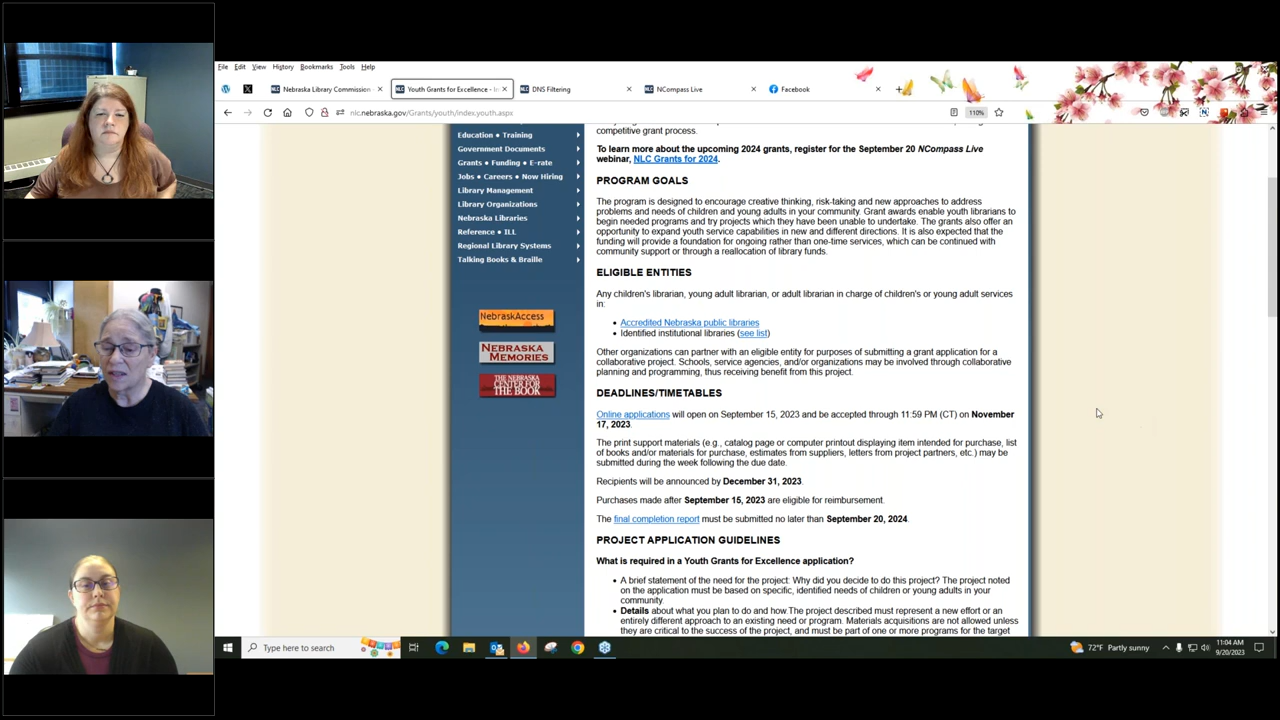 File Edit View History Bookmarks Tools Help
Nebraska Library Commission -
Youth Grants for Excellence - In
DNS Filtering
NCompass Live
Facebook
nlc.nebraska.gov/Grants/youth/index.youth.aspx
110%
Education • Training
Government Documents
Grants • Funding • E-rate
Jobs • Careers • Now Hiring
Library Management
Library Organizations
Nebraska Libraries
Reference • ILL
Regional Library Systems
Talking Books & Braille
NebraskAccess
NEBRASKA
MEMORIES
THE NEBRASKA
CENTER FOR
THE BOOK
competitive grant process.
To learn more about the upcoming 2024 grants, register for the September 20 NCompass Live
webinar, NLC Grants for 2024.
PROGRAM GOALS
The program is designed to encourage creative thinking, risk-taking and new approaches to address
problems and needs of children and young adults in your community. Grant awards enable youth librarians to
begin needed programs and try projects which they have been unable to undertake. The grants also offer an
opportunity to expand youth service capabilities in new and different directions. It is also expected that the
funding will provide a foundation for ongoing rather than one-time services, which can be continued with
community support or through a reallocation of library funds.
ELIGIBLE ENTITIES
Any children's librarian, young adult librarian, or adult librarian in charge of children's or young adult services
in:
• Accredited Nebraska public libraries
• Identified institutional libraries (see list)
Other organizations can partner with an eligible entity for purposes of submitting a grant application for a
collaborative project. Schools, service agencies, and/or organizations may be involved through collaborative
planning and programming, thus receiving benefit from this project.
DEADLINES/TIMETABLES
Online applications will open on September 15, 2023 and be accepted through 11:59 PM (CT) on November
17, 2023.
The print support materials (e.g., catalog page or computer printout displaying item intended for purchase, list
of books and/or materials for purchase, estimates from suppliers, letters from project partners, etc.) may be
submitted during the week following the due date.
Recipients will be announced by December 31, 2023.
Purchases made after September 15, 2023 are eligible for reimbursement.
The final completion report must be submitted no later than September 20, 2024.
PROJECT APPLICATION GUIDELINES
What is required in a Youth Grants for Excellence application?
• A brief statement of the need for the project: Why did you decide to do this project? The project noted
on the application must be based on specific, identified needs of children or young adults in your
community.
• Details about what you plan to do and how.The project described must represent a new effort or an
entirely different approach to an existing need or program. Materials acquisitions are not allowed unless
they are critical to the success of the project, and must be part of one or more programs for the target
Type here to search
72°F Partly sunny
11:04 AM
9/20/2023